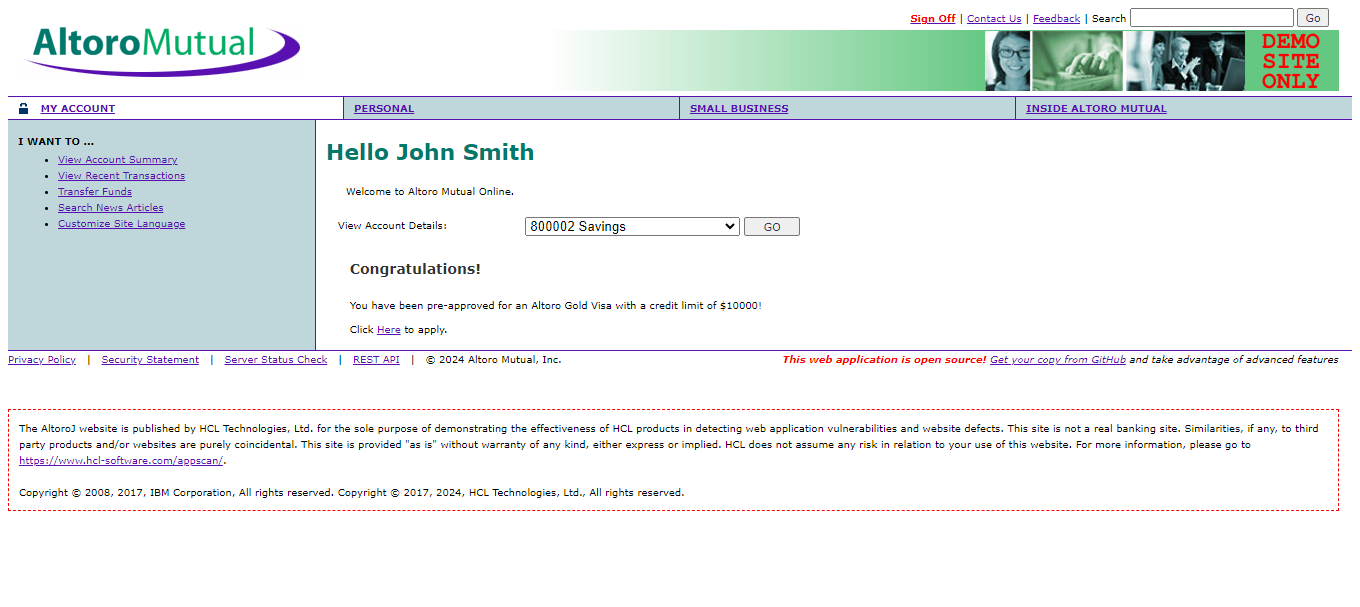 Sign Off | Contact Us | Feedback | Search Go
AltoroMutual
DEMO
SITE
ONLY
MY ACCOUNT PERSONAL SMALL BUSINESS INSIDE ALTORO MUTUAL
I WANT TO ...
View Account Summary
View Recent Transactions
Transfer Funds
Search News Articles
Customize Site Language
Hello John Smith
Welcome to Altoro Mutual Online.
View Account Details: 800002 Savings GO
Congratulations!
You have been pre-approved for an Altoro Gold Visa with a credit limit of $10000!
Click Here to apply.
Privacy Policy | Security Statement | Server Status Check | REST API | © 2024 Altoro Mutual, Inc. This web application is open source! Get your copy from GitHub and take advantage of advanced features
The AltoroJ website is published by HCL Technologies, Ltd. for the sole purpose of demonstrating the effectiveness of HCL products in detecting web application vulnerabilities and website defects. This site is not a real banking site. Similarities, if any, to third
party products and/or websites are purely coincidental. This site is provided "as is" without warranty of any kind, either express or implied. HCL does not assume any risk in relation to your use of this website. For more information, please go to
https://www.hcl-software.com/appscan/.
Copyright © 2008, 2017, IBM Corporation, All rights reserved. Copyright © 2017, 2024, HCL Technologies, Ltd., All rights reserved.